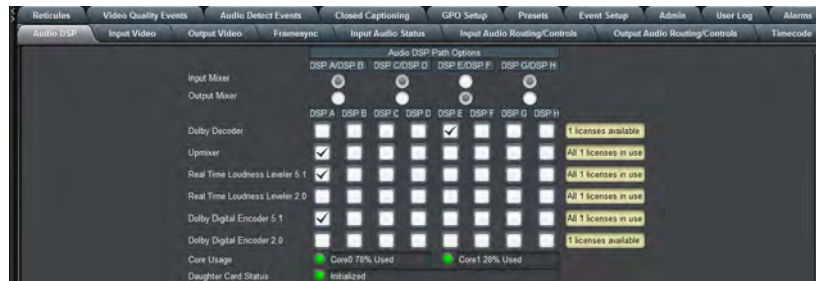 Reticules Video Quality Events Audio Detect Events Closed Captioning GPO Setup Presets Event Setup Admin User Log Alarms
Audio DSP Input Video Output Video Framesync Input Audio Status Input Audio Routing/Controls Output Audio Routing/Controls Timecode
Audio DSP Path Options
DSP A/DSP B DSP C/DSP D DSP E/DSP F DSP G/DSP H
Input Mixer
Output Mixer
DSP A DSP B DSP C DSP D DSP E DSP F DSP G DSP H
Dolby Decoder 1 licenses available
Upmixer All 1 licenses in use
Real Time Loudness Leveler 5.1 All 1 licenses in use
Real Time Loudness Leveler 2.0 All 1 licenses in use
Dolby Digital Encoder 5.1 All 1 licenses in use
Dolby Digital Encoder 2.0 1 licenses available
Core Usage Core0 78% Used Core1 28% Used
Daughter Card Status Initialized